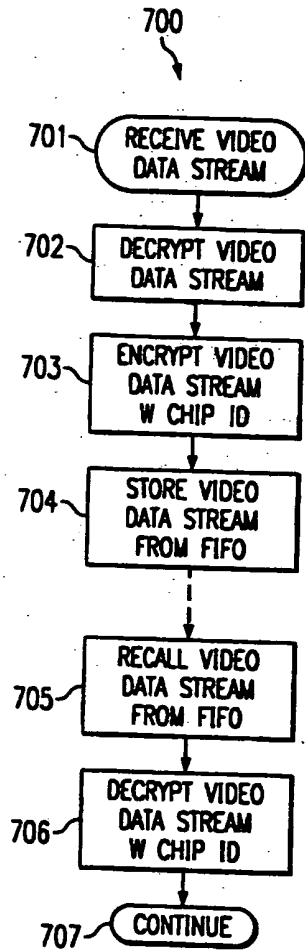 700
701
RECEIVE VIDEO
DATA STREAM
702
DECRYPT VIDEO
DATA STREAM
703
ENCRYPT VIDEO
DATA STREAM
W CHIP ID
704
STORE VIDEO
DATA STREAM
FROM FIFO
705
RECALL VIDEO
DATA STREAM
FROM FIFO
706
DECRYPT VIDEO
DATA STREAM
W CHIP ID
707
CONTINUE